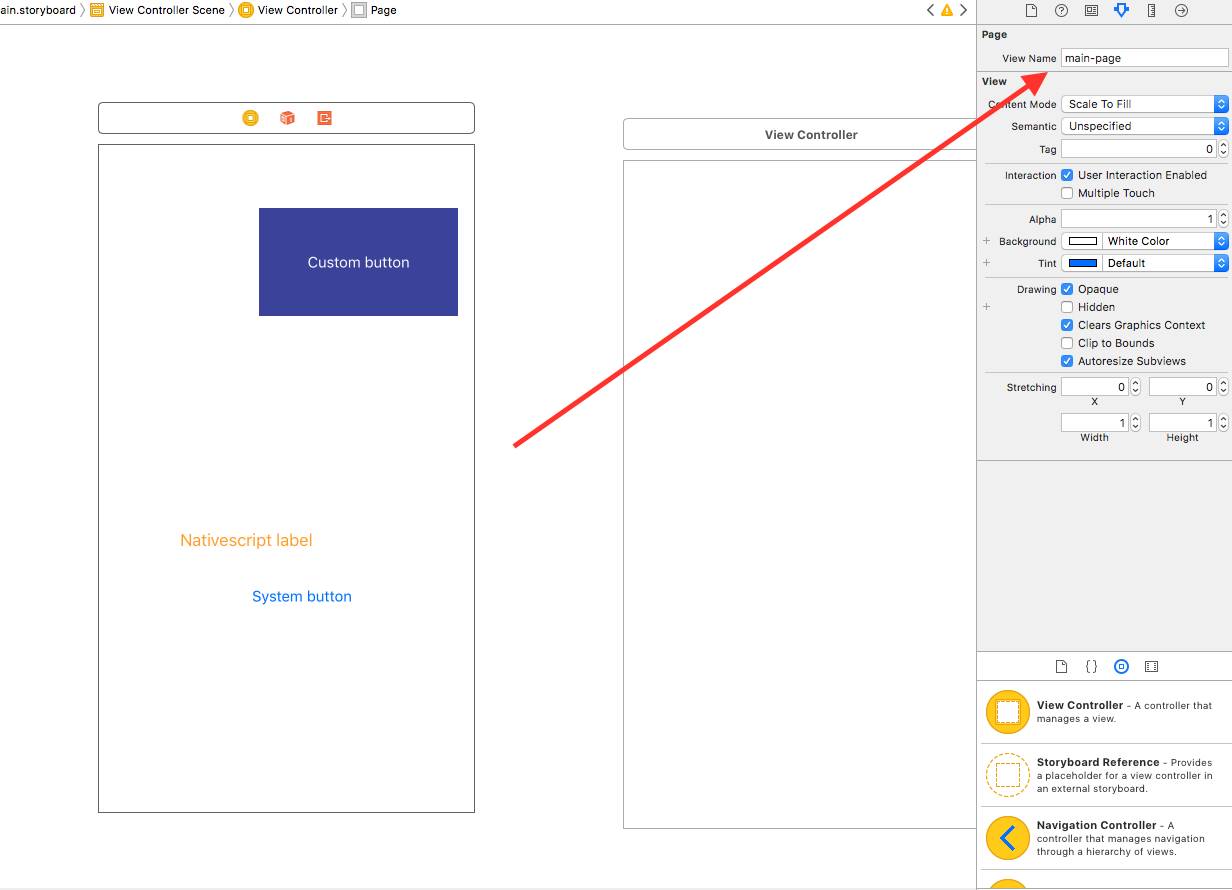 ain.storyboard View Controller Scene View Controller Page
Page
View Name main-page
View
Content Mode Scale To Fill
Semantic Unspecified
Tag 0
Interaction User Interaction Enabled
Multiple Touch
Alpha 1
+ Background White Color
+ Tint Default
Drawing Opaque
+ Hidden
Clears Graphics Context
Clip to Bounds
Autoresize Subviews
Stretching 0 0
X Y
1 1
Width Height
View Controller
Custom button
Nativescript label
System button
{ }
View Controller - A controller that
manages a view.
Storyboard Reference - Provides
a placeholder for a view controller in
an external storyboard.
Navigation Controller - A
controller that manages navigation
through a hierarchy of views.